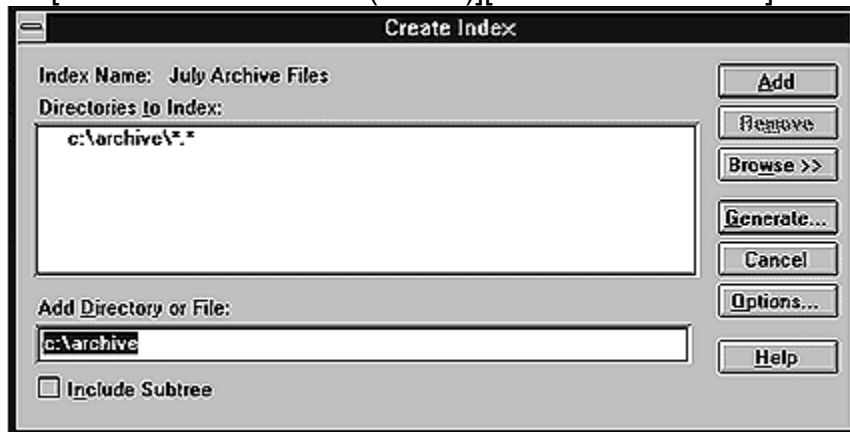 Create Index
Index Name: July Archive Files
Directories to Index:
c:\archive\*.*
Add Directory or File:
c:\archive
Include Subtree
Add
Remove
Browse >>
Generate...
Cancel
Options...
Help